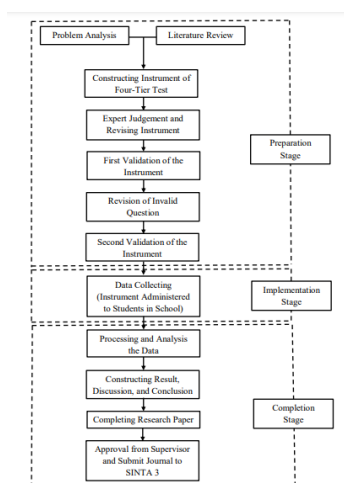 Problem Analysis
Literature Review
Constructing Instrument of
Four-Tier Test
Expert Judgement and
Revising Instrument
First Validation of the
Instrument
Revision of Invalid
Question
Second Validation of the
Instrument
Preparation
Stage
Data Collecting
(Instrument Administered
to Students in School)
Implementation
Stage
Processing and Analysis
the Data
Constructing Result,
Discussion, and Conclusion
Completing Research Paper
Approval from Supervisor
and Submit Journal to
SINTA 3
Completion
Stage